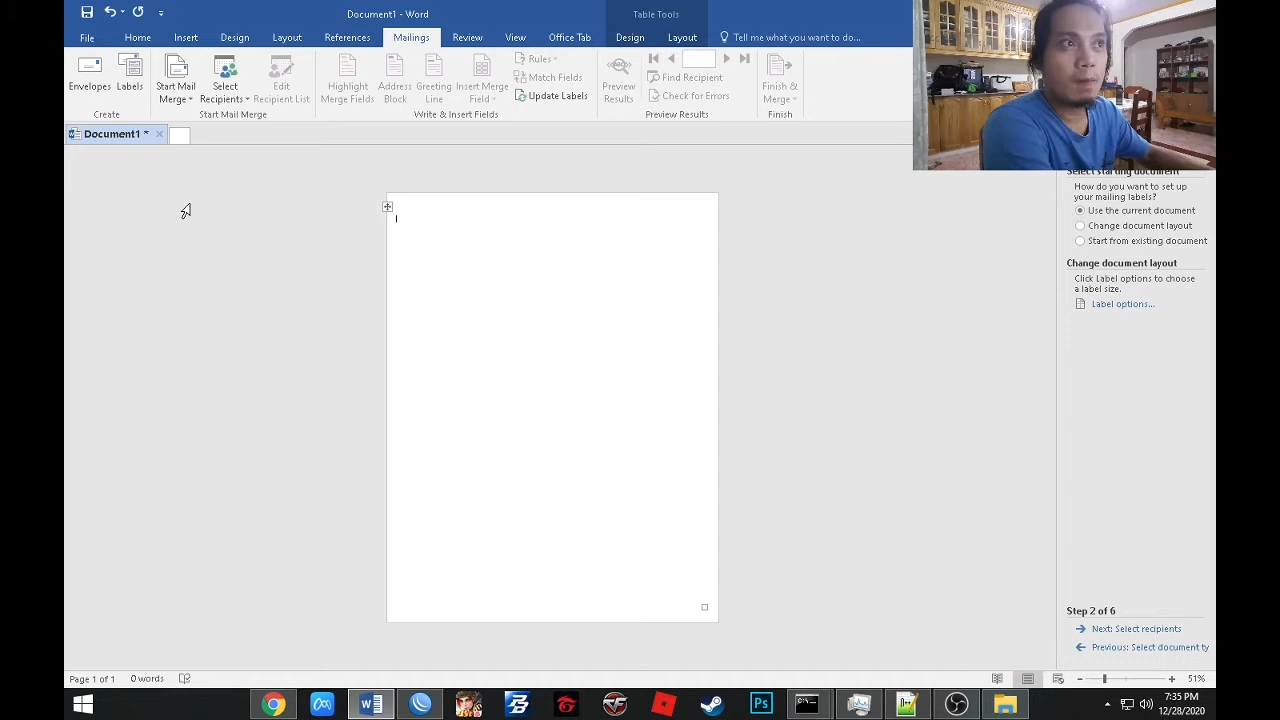 Document1 - Word
Table Tools
File
Home
Insert
Design
Layout
References
Mailings
Review
View
Office Tab
Design
Layout
Tell me what you want to do...
Envelopes
Labels
Create
Start Mail
Merge
Select
Recipients
Edit
Recipient List
Start Mail Merge
Highlight
Merge Fields
Address
Block
Greeting
Line
Insert Merge
Field
Rules
Match Fields
Update Labels
Write & Insert Fields
Preview
Results
Find Recipient
Check for Errors
Preview Results
Finish &
Merge
Finish
Document1 *
Select starting document
How do you want to set up
your mailing labels?
Use the current document
Change document layout
Start from existing document
Change document layout
Click Label options to choose
a label size.
Label options...
Step 2 of 6
Next: Select recipients
Previous: Select document ty
Page 1 of 1
0 words
51%
7:35 PM
12/28/2020